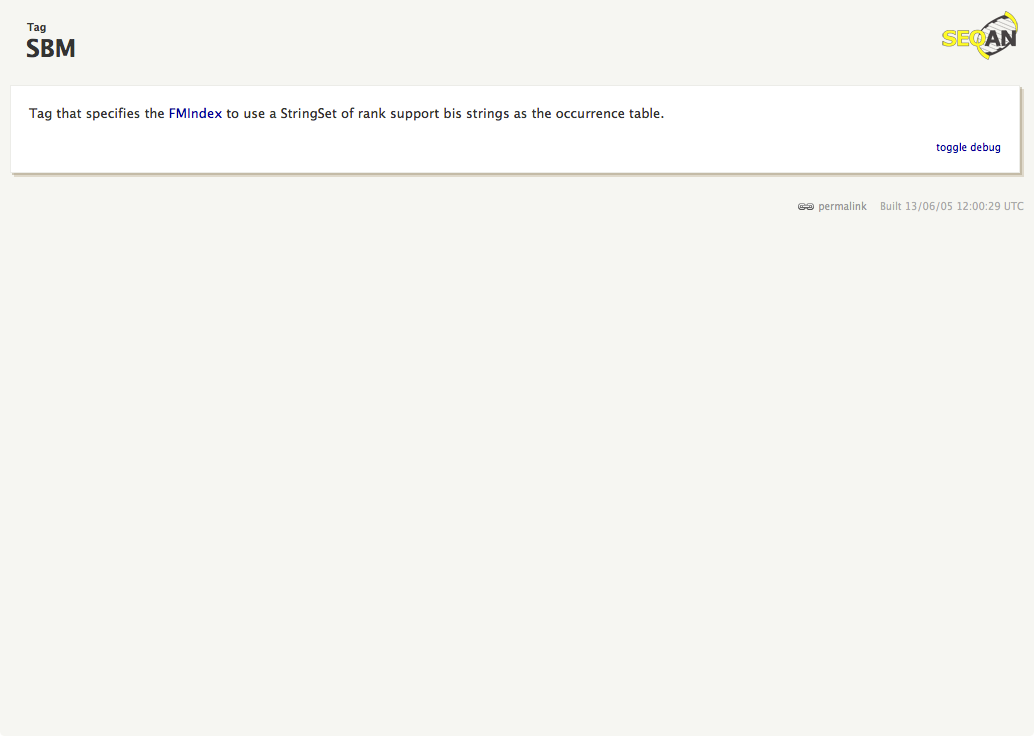 Tag
SBM
SEQAN
Tag that specifies the FMIndex to use a StringSet of rank support bis strings as the occurrence table.
toggle debug
permalink Built 13/06/05 12:00:29 UTC